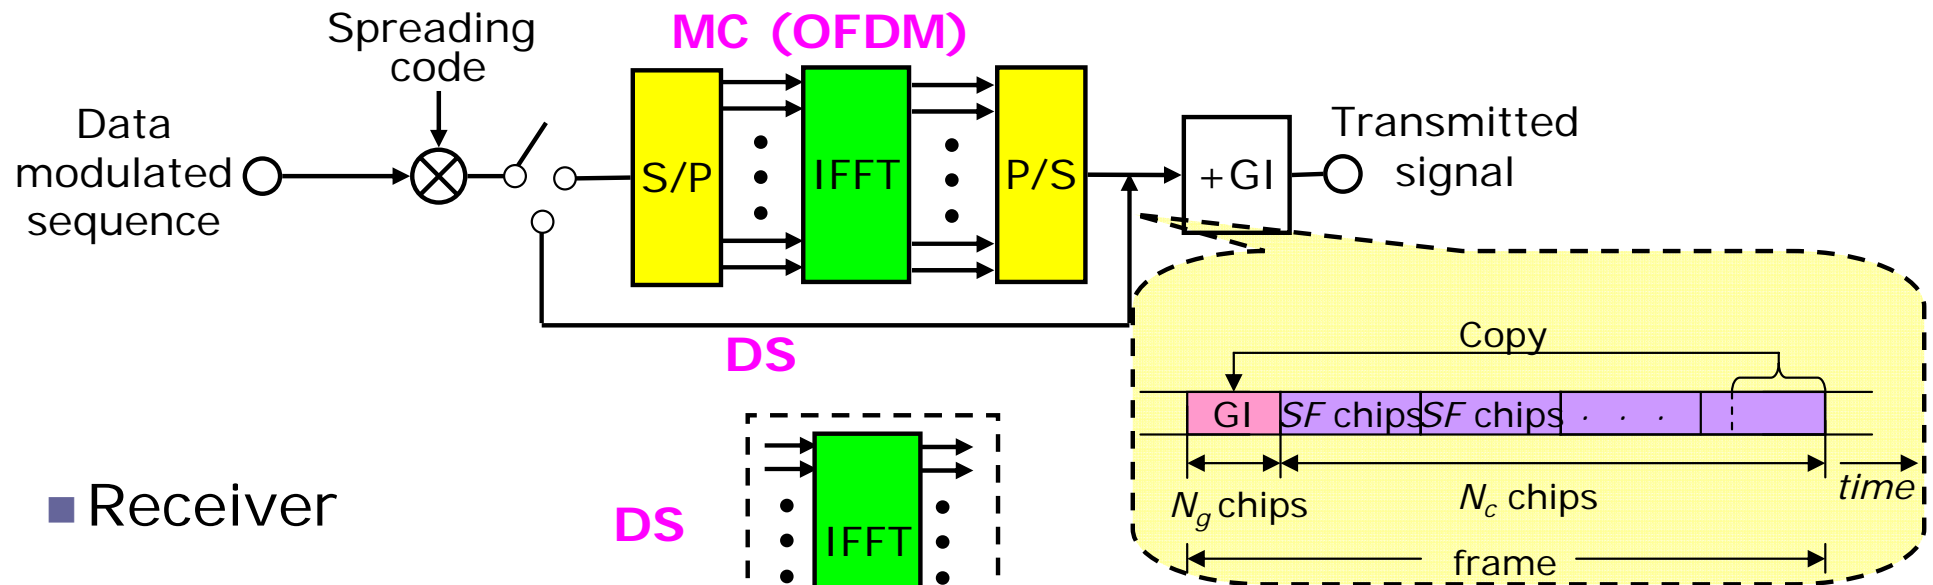 Spreading
code
MC (OFDM)
Data
modulated
sequence
S/P
IFFT
P/S
+GI
Transmitted
signal
DS
Copy
GI
SF chips
SF chips
. . .
N_g chips
N_c chips
time
frame
Receiver
DS
IFFT